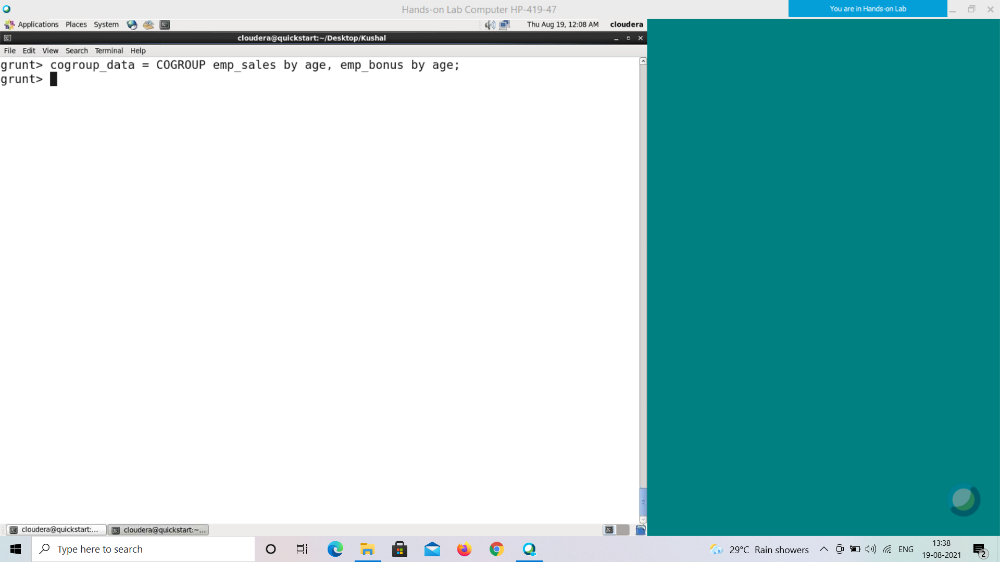 Hands-on Lab Computer HP-419-47
You are in Hands-on Lab
Applications Places System
Thu Aug 19, 12:08 AM cloudera
cloudera@quickstart:~/Desktop/Kushal
File Edit View Search Terminal Help
grunt> cogroup_data = COGROUP emp_sales by age, emp_bonus by age;
grunt>
cloudera@quickstart:... cloudera@quickstart:~...
Type here to search
29°C Rain showers
ENG
13:38
19-08-2021
2